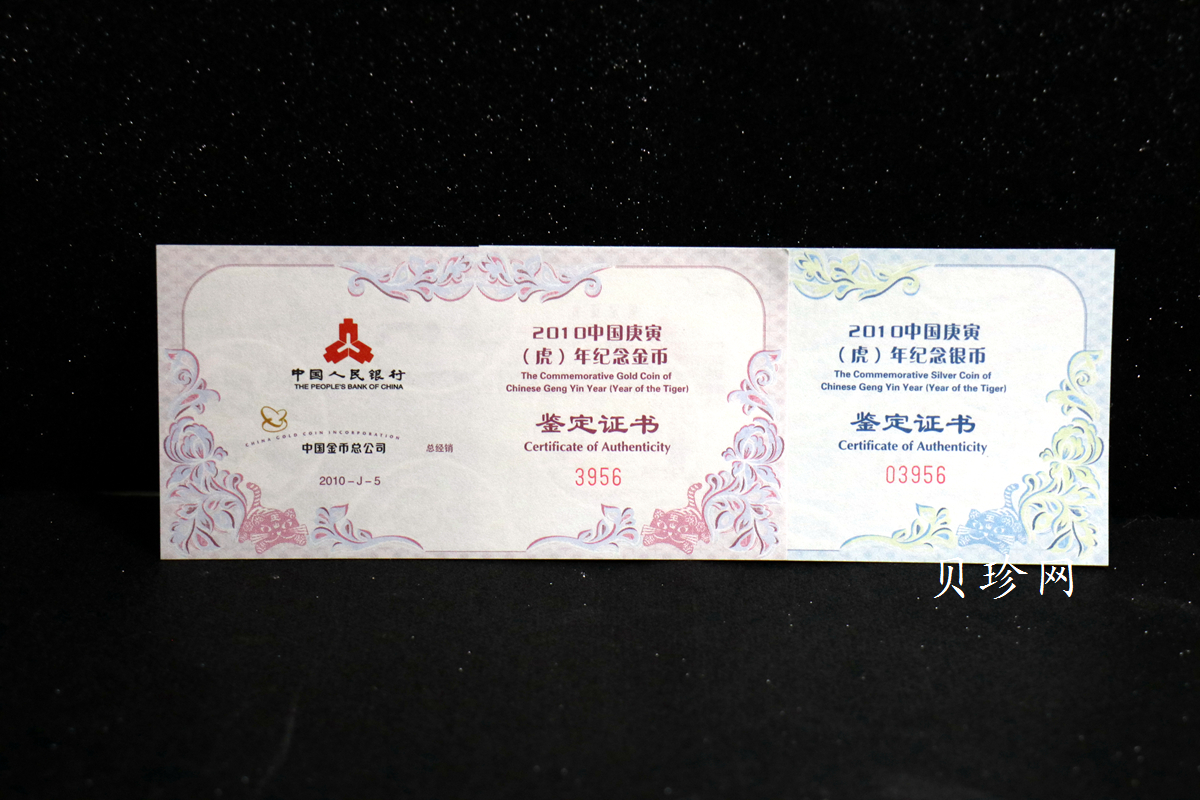 中国人民银行
THE PEOPLE'S BANK OF CHINA
CHINA GOLD COIN INCORPORATION
中国金币总公司
总经销
2010-J-5
2010中国庚寅
（虎）年纪念金币
The Commemorative Gold Coin of
Chinese Geng Yin Year (Year of the Tiger)
鉴定证书
Certificate of Authenticity
3956
2010中国庚寅
（虎）年纪念银币
The Commemorative Silver Coin of
Chinese Geng Yin Year (Year of the Tiger)
鉴定证书
Certificate of Authenticity
03956
贝珍网